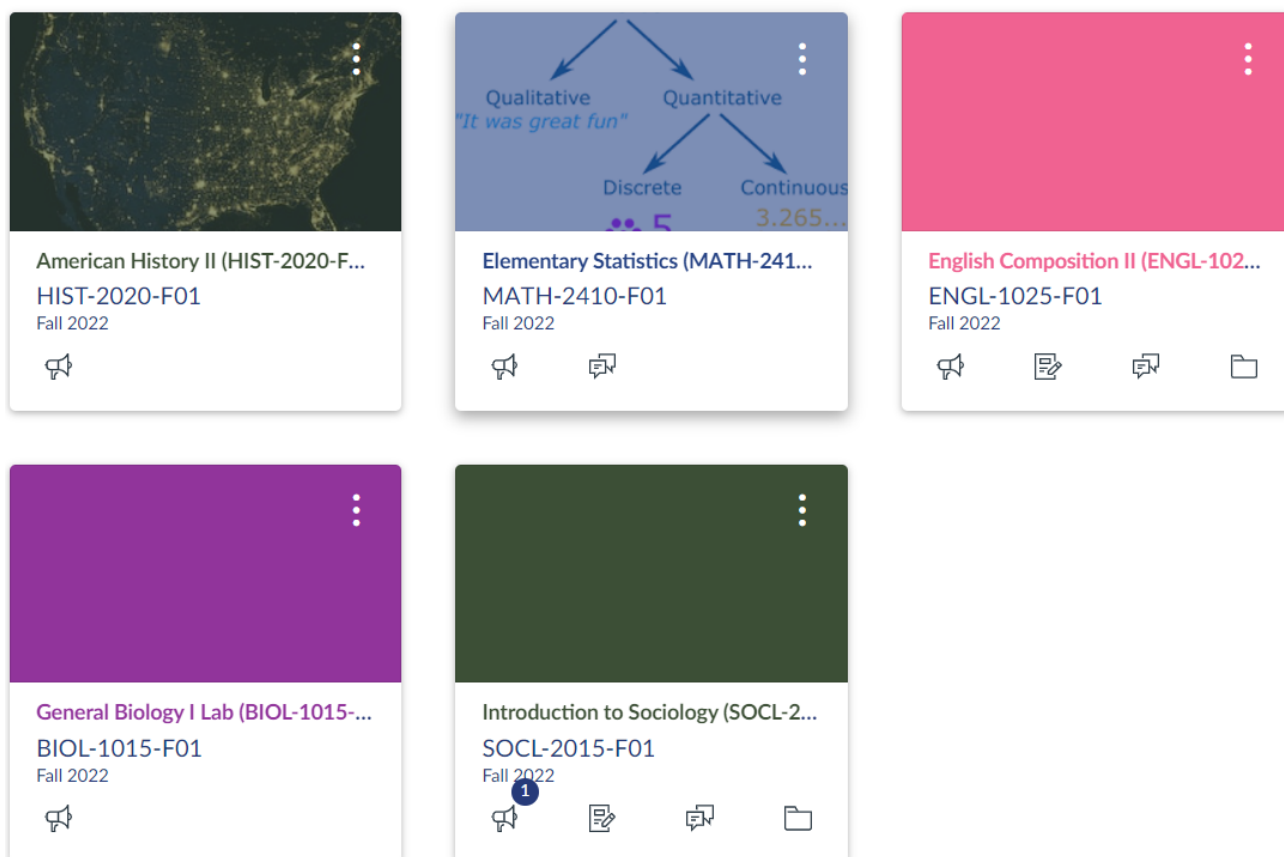 Qualitative Quantitative
"It was great fun"
Discrete Continuous
5 3.265...
American History II (HIST-2020-F...
HIST-2020-F01
Fall 2022
Elementary Statistics (MATH-241...
MATH-2410-F01
Fall 2022
English Composition II (ENGL-102...
ENGL-1025-F01
Fall 2022
General Biology I Lab (BIOL-1015-...
BIOL-1015-F01
Fall 2022
Introduction to Sociology (SOCL-2...
SOCL-2015-F01
Fall 2022
1